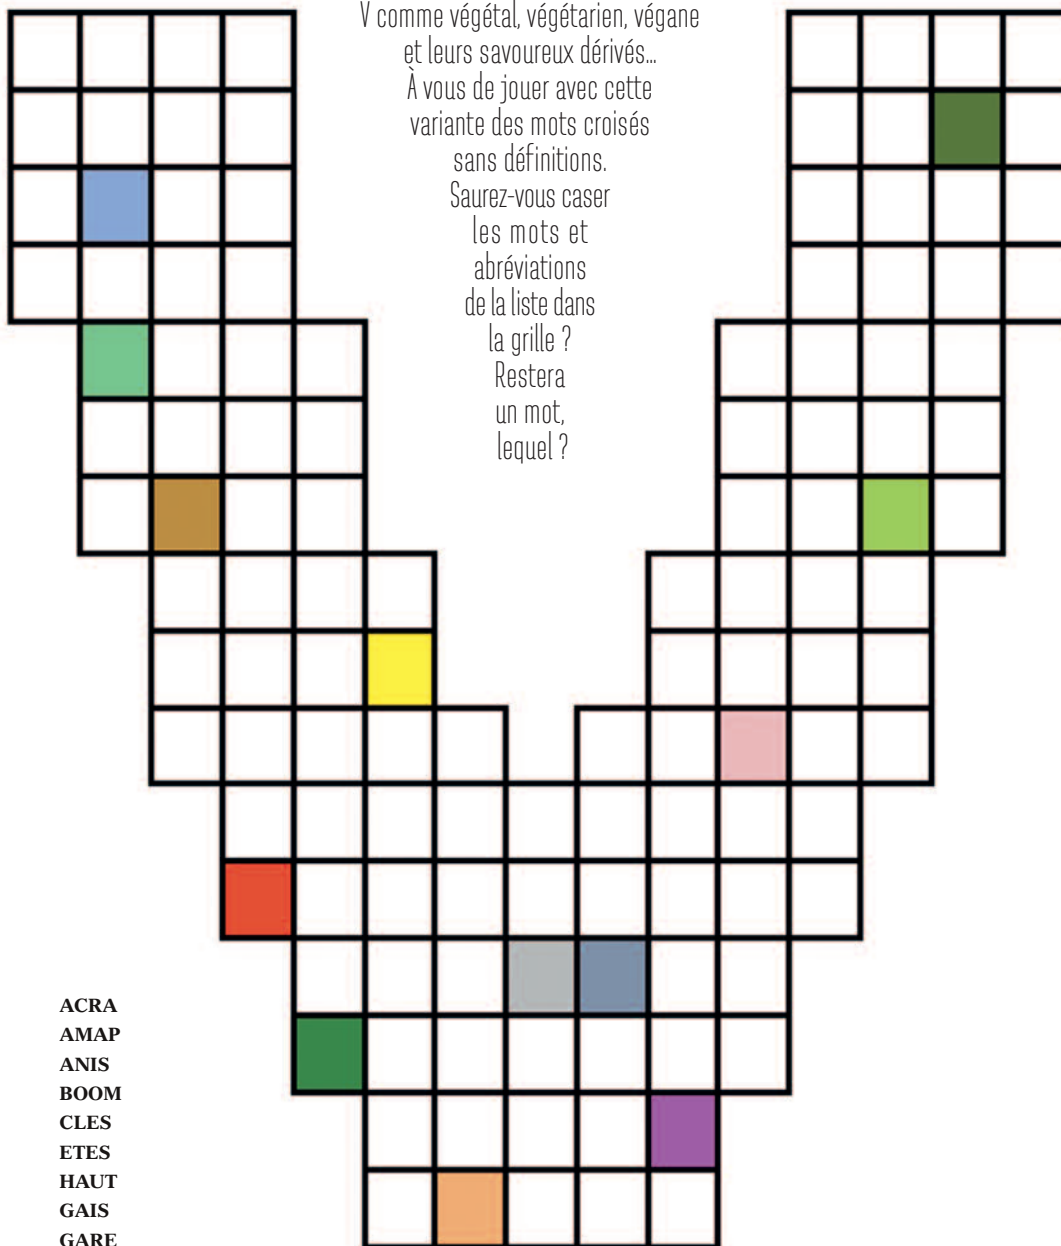 V comme végétal, végétarien, végane
et leurs savoureux dérivés...
À vous de jouer avec cette
variante des mots croisés
sans définitions.
Saurez-vous caser
les mots et
abréviations
de la liste dans
la grille ?
Restera
un mot,
lequel ?
ACRA
AMAP
ANIS
BOOM
CLES
ETES
HAUT
GAIS
GARE